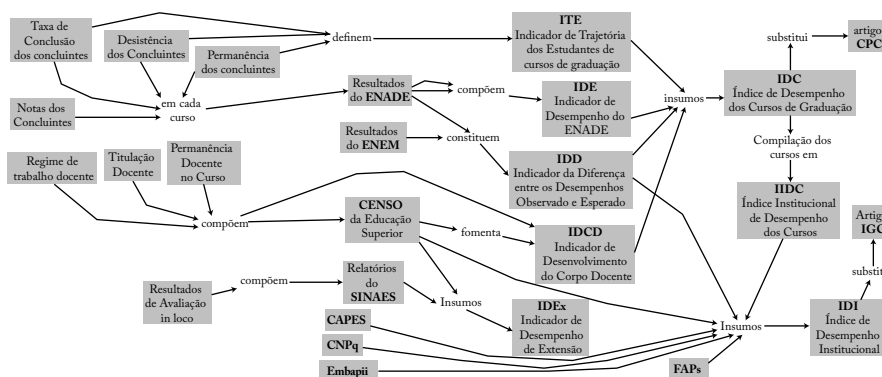 Taxa de
Conclusão
dos concluintes
Desistência
dos Concluintes
Permanência
dos concluintes
definem
ITE
Indicador de Trajetória
dos Estudantes de
cursos de graduação
substitui
artigo
CPC
Notas dos
Concluintes
em cada
curso
Resultados
do ENADE
compõem
IDE
Indicador de
Desempenho do
ENADE
insumos
IDC
Índice de Desempenho
dos Cursos de Graduação
Resultados
do ENEM
constituem
IDD
Indicador da Diferença
entre os Desempenhos
Observado e Esperado
Compilação dos
cursos em
Regime de
trabalho docente
Titulação
Docente
Permanência
Docente
no Curso
compõem
CENSO
da Educação
Superior
fomenta
IDCD
Indicador de
Desenvolvimento
do Corpo Docente
IIDC
Índice Institucional
de Desempenho
dos Cursos
Artig
IGC
substit
Resultados
de Avaliação
in loco
compõem
Relatórios
do
SINAES
Insumos
IDEx
Indicador de
Desempenho
de Extensão
CAPES
CNPq
Embapii
FAPs
Insumos
IDI
Índice de
Desempenho
Institucional